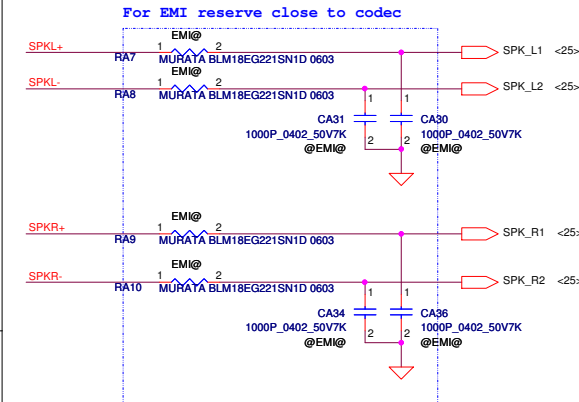 For EMI reserve close to codec
EMI@
SPKL+ 1 2 SPK_L1 <25>
RA7 MURATA BLM18EG221SN1D 0603
EMI@
SPKL- 1 2 SPK_L2 <25>
RA8 MURATA BLM18EG221SN1D 0603
1 1
CA31 CA30
1000P_0402_50V7K 1000P_0402_50V7K
2 2
@EMI@ @EMI@
EMI@
SPKR+ 1 2 SPK_R1 <25>
RA9 MURATA BLM18EG221SN1D 0603
EMI@
SPKR- 1 2 SPK_R2 <25>
RA10 MURATA BLM18EG221SN1D 0603
1 1
CA34 CA36
1000P_0402_50V7K 1000P_0402_50V7K
2 2
@EMI@ @EMI@